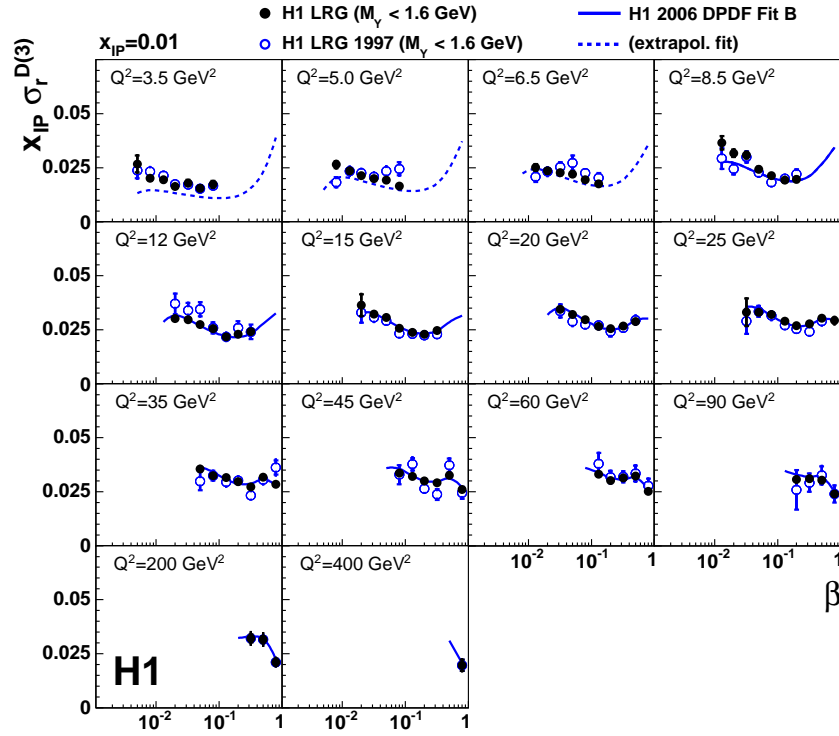 H1 LRG (M_Y < 1.6 GeV) H1 2006 DPDF Fit B
x_IP=0.01 H1 LRG 1997 (M_Y < 1.6 GeV) (extrapol. fit)
x_IP σ_r^D(3)
Q²=3.5 GeV² Q²=5.0 GeV² Q²=6.5 GeV² Q²=8.5 GeV²
0.05
0.025
0
Q²=12 GeV² Q²=15 GeV² Q²=20 GeV² Q²=25 GeV²
0.05
0.025
0
Q²=35 GeV² Q²=45 GeV² Q²=60 GeV² Q²=90 GeV²
0.05
0.025
0
10⁻² 10⁻¹ 1 10⁻² 10⁻¹ 1
Q²=200 GeV² Q²=400 GeV²
β
0.05
0.025
H1
0
10⁻² 10⁻¹ 1 10⁻² 10⁻¹ 1